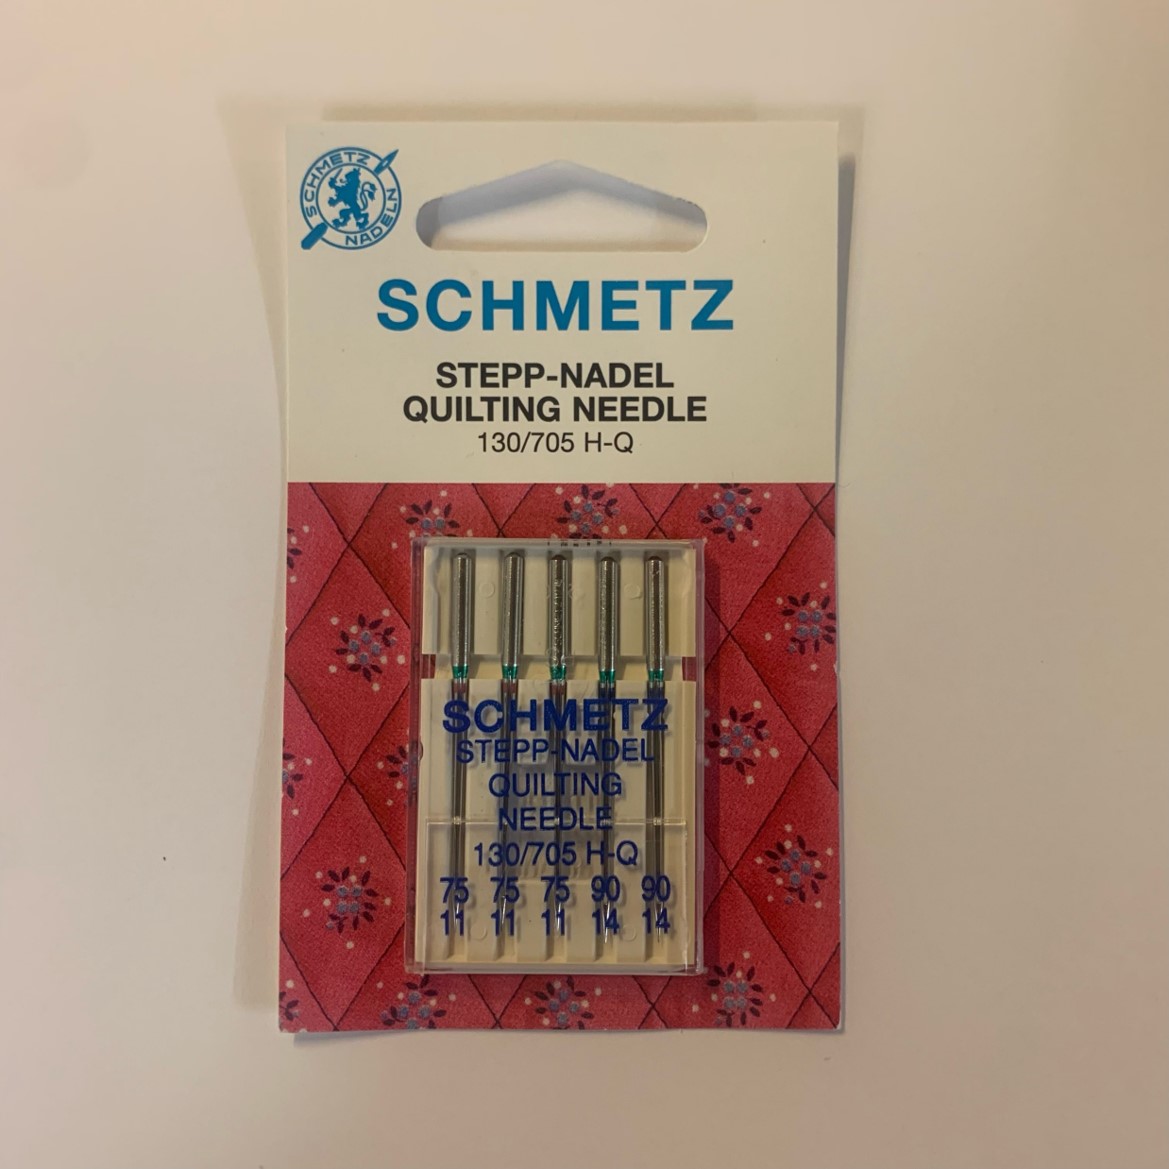 SCHMETZ
NADELN
SCHMETZ
STEPP-NADEL
QUILTING NEEDLE
130/705 H-Q
SCHMETZ
STEPP-NADEL
QUILTING
NEEDLE
130/705 H-Q
75 75 75 90 90
11 11 11 14 14